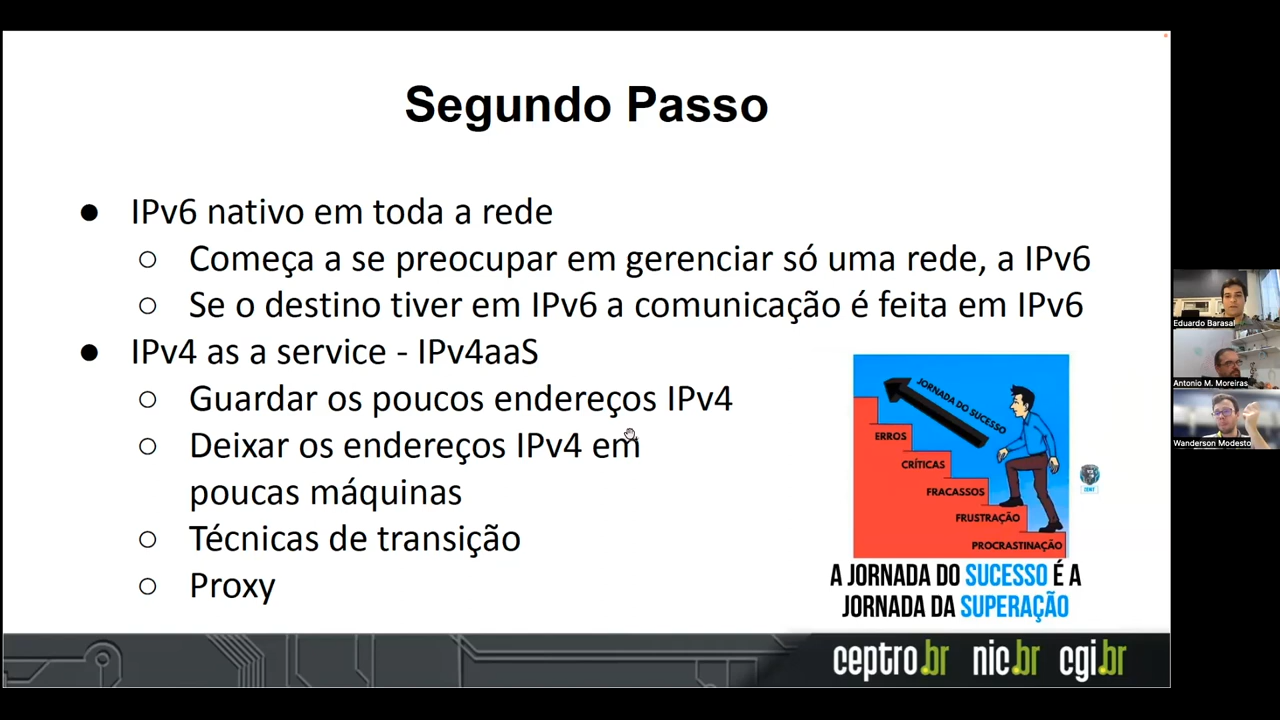 Segundo Passo
● IPv6 nativo em toda a rede
○ Começa a se preocupar em gerenciar só uma rede, a IPv6
○ Se o destino tiver em IPv6 a comunicação é feita em IPv6
● IPv4 as a service - IPv4aaS
○ Guardar os poucos endereços IPv4
○ Deixar os endereços IPv4 em
poucas máquinas
○ Técnicas de transição
○ Proxy
JORNADA DO SUCESSO
ERROS
CRÍTICAS
FRACASSOS
FRUSTRAÇÃO
PROCRASTINAÇÃO
A JORNADA DO SUCESSO É A
JORNADA DA SUPERAÇÃO
ceptro.br nic.br cgi.br
Eduardo Barasal
Antonio M. Moreiras
Wanderson Modesto